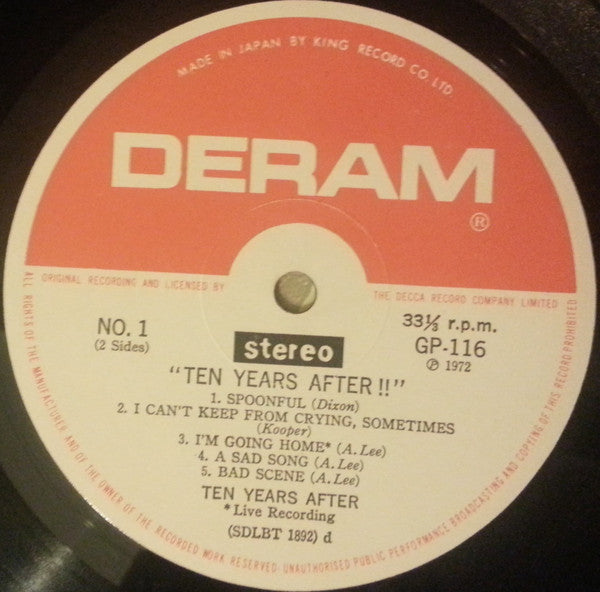 MADE IN JAPAN BY KING RECORD CO. LTD.
DERAM
®
ORIGINAL RECORDING AND LICENSED BY
THE DECCA RECORD COMPANY LIMITED
NO. 1
(2 Sides)
stereo
33⅓ r.p.m.
GP-116
Ⓟ 1972
"TEN YEARS AFTER!!"
1. SPOONFUL (Dixon)
2. I CAN'T KEEP FROM CRYING, SOMETIMES
(Kooper)
3. I'M GOING HOME* (A. Lee)
4. A SAD SONG (A. Lee)
5. BAD SCENE (A. Lee)
TEN YEARS AFTER
*Live Recording
(SDLBT 1892) d
ALL RIGHTS OF THE MANUFACTURER AND OF THE OWNER OF THE RECORDED WORK RESERVED UNAUTHORISED PUBLIC PERFORMANCE BROADCASTING AND COPYING OF THIS RECORD PROHIBITED